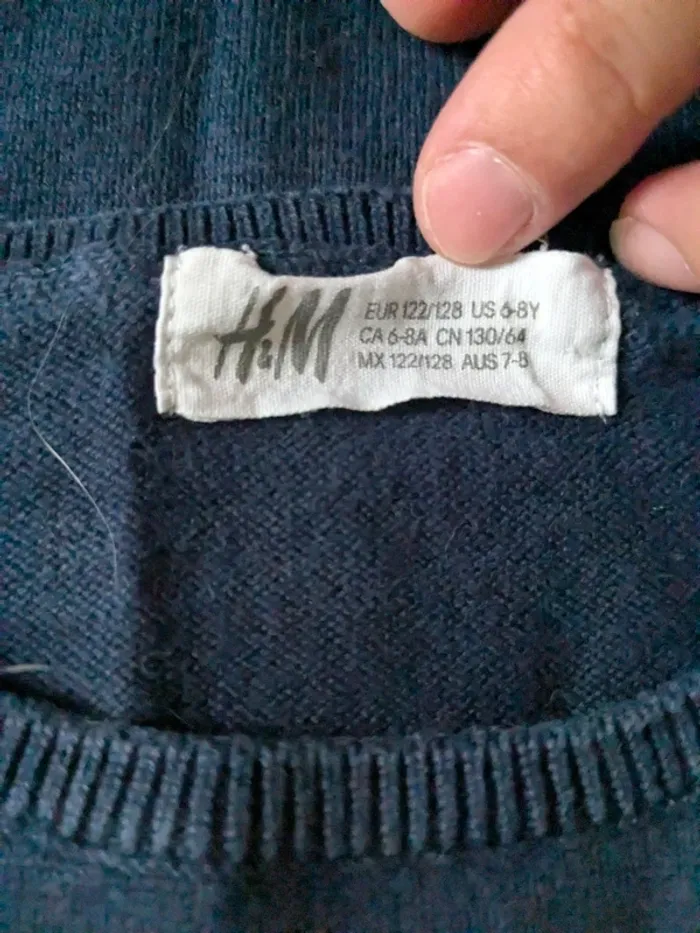 H&M
EUR 122/128 US 6-8Y
CA 6-8A CN 130/64
MX 122/128 AUS 7-8